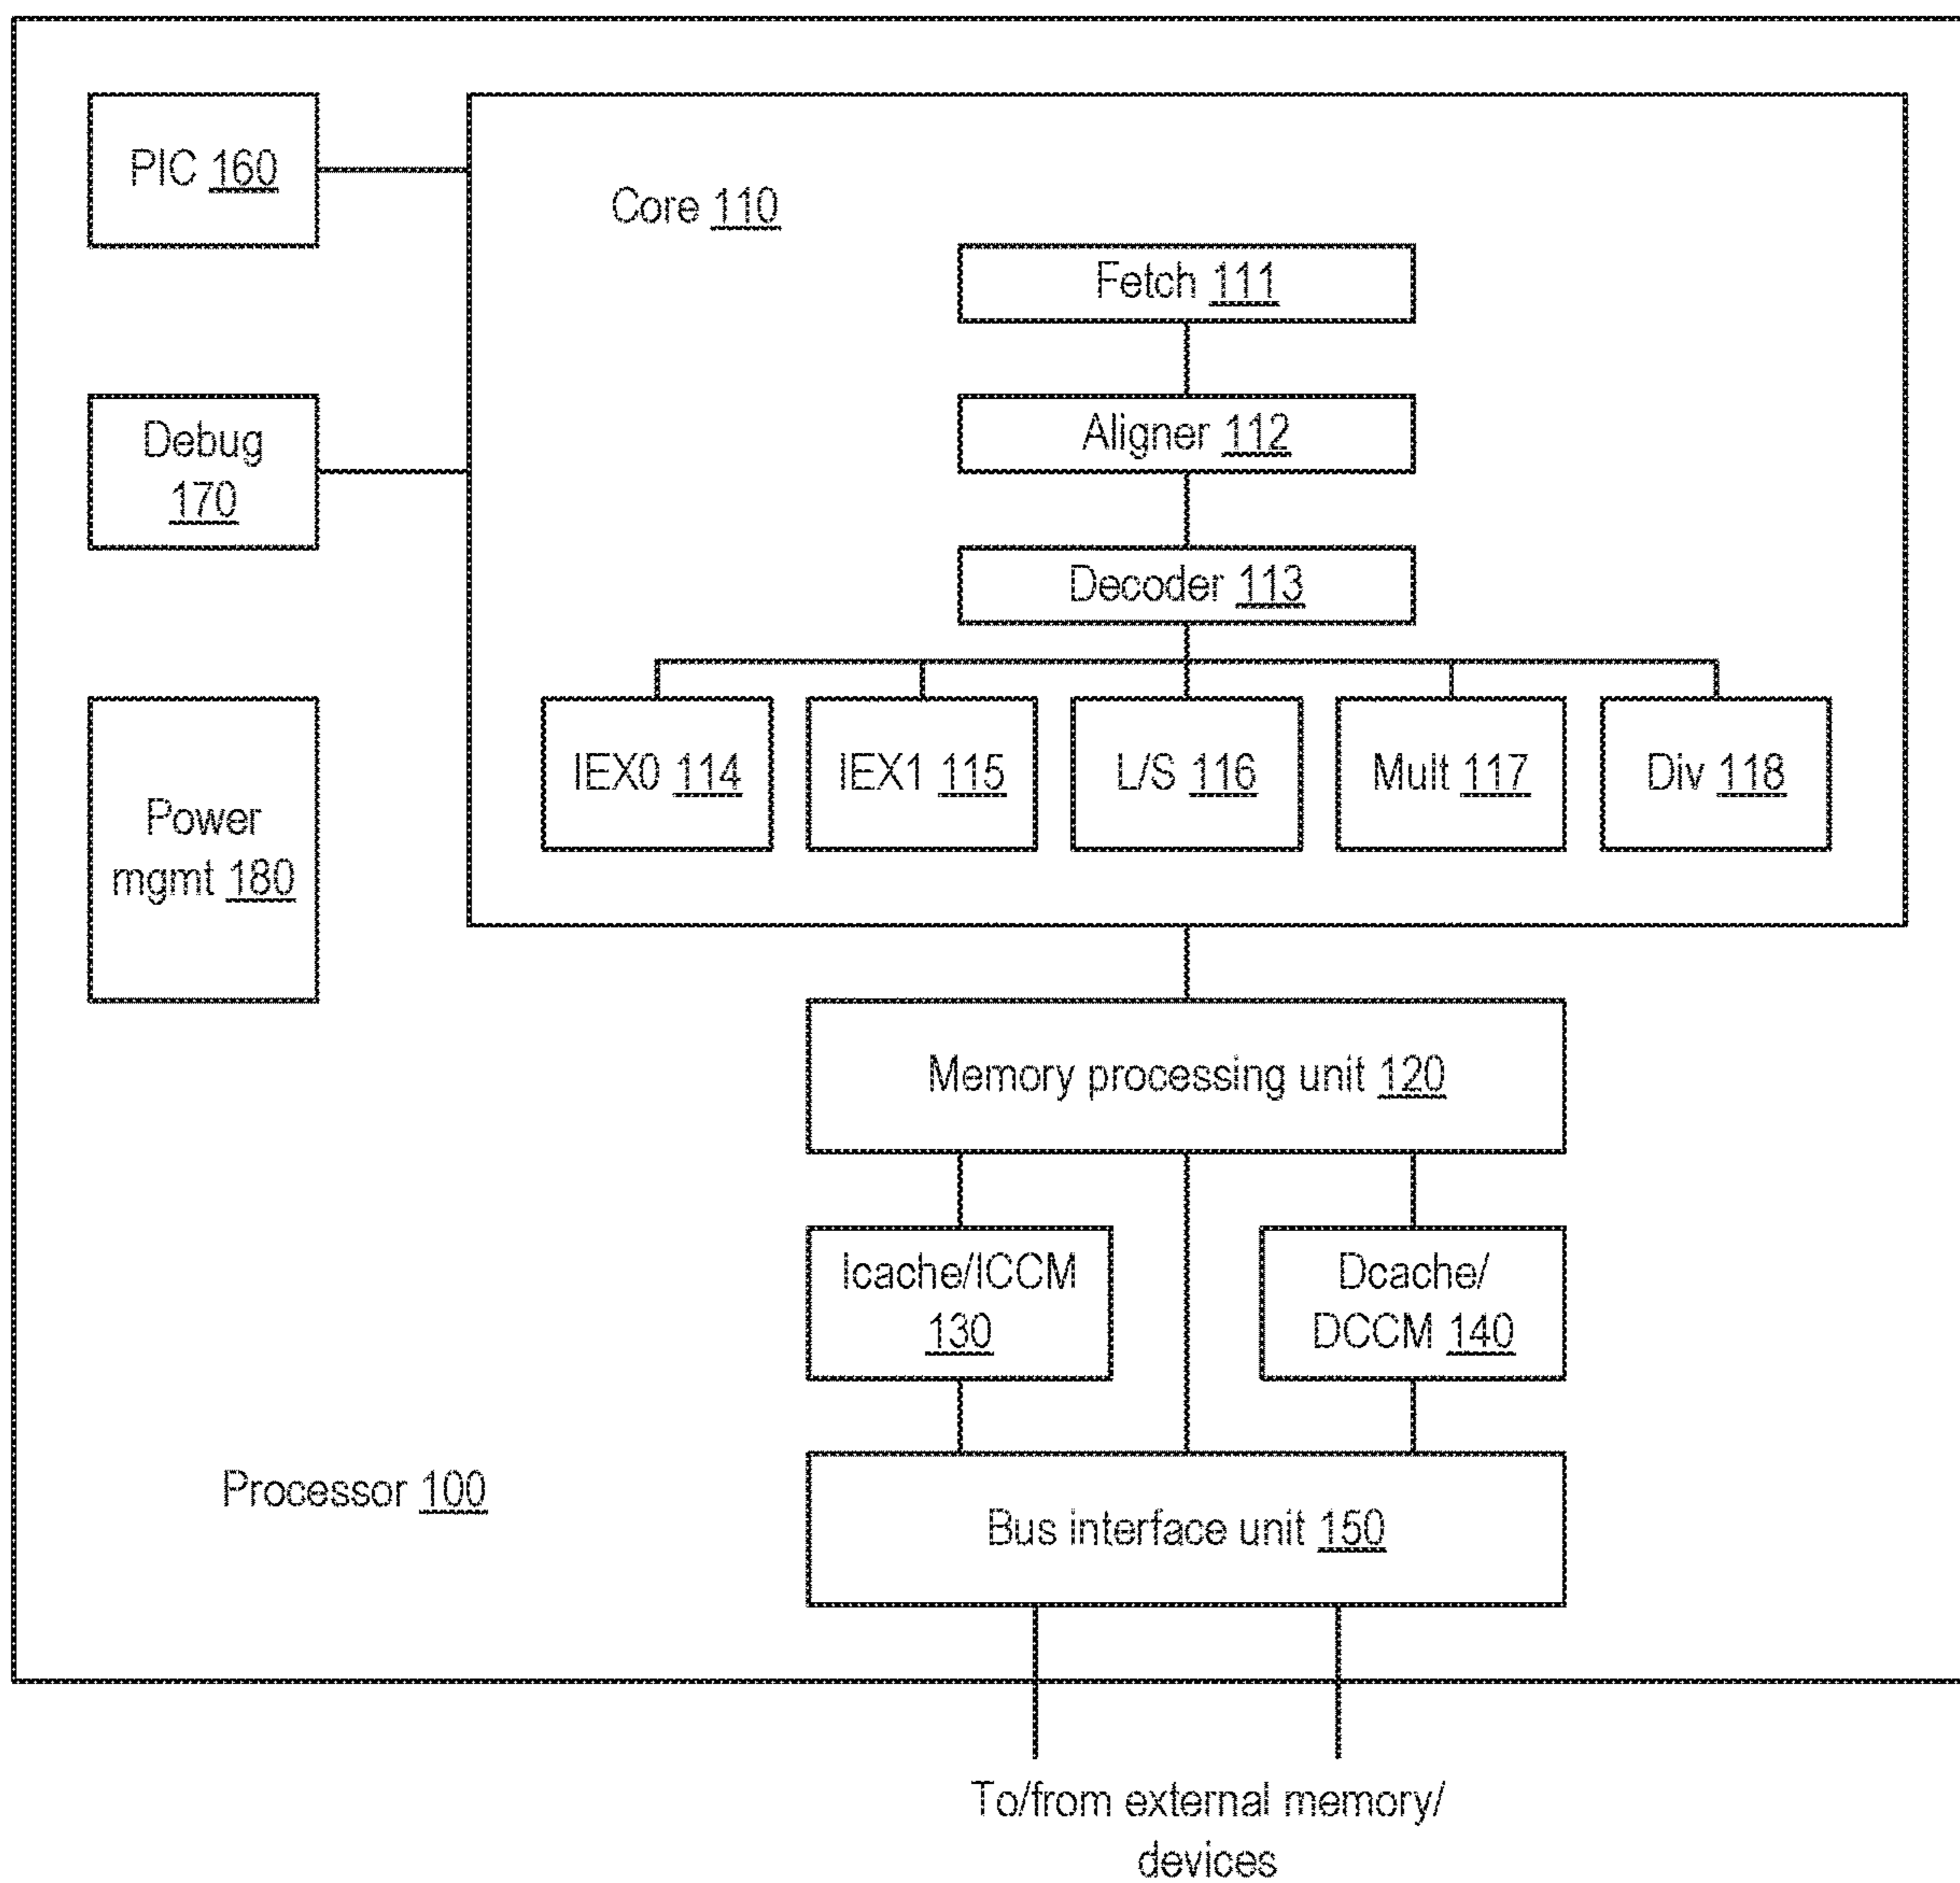 PIC 160
Core 110
Fetch 111
Aligner 112
Debug
170
Decoder 113
IEX0 114
IEX1 115
L/S 116
Mult 117
Div 118
Power
mgmt 180
Memory processing unit 120
Icache/ICCM
130
Dcache/
DCCM 140
Processor 100
Bus interface unit 150
To/from external memory/
devices